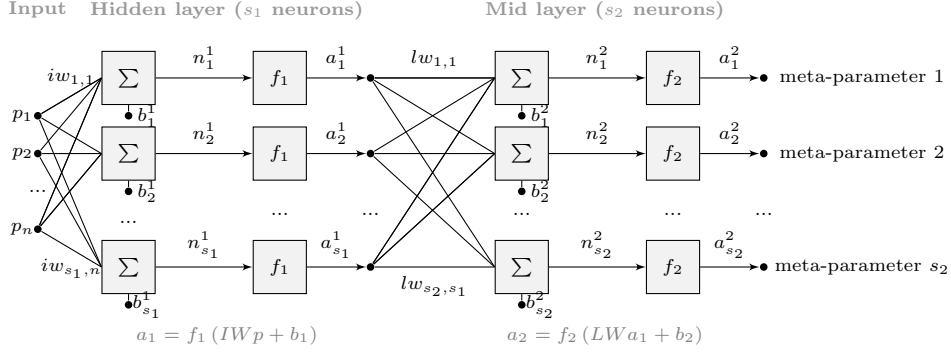 Input Hidden layer (s₁ neurons) Mid layer (s₂ neurons)
iw₁,₁ n¹₁ a¹₁ lw₁,₁ n²₁ a²₁
Σ f₁ Σ f₂ meta-parameter 1
p₁ b¹₁ b²₁
n¹₂ a¹₂ n²₂ a²₂
p₂ Σ f₁ Σ f₂ meta-parameter 2
... b¹₂ b²₂
... ... ... ... ... ...
pₙ n¹ₛ₁ a¹ₛ₁ n²ₛ₂ a²ₛ₂
iwₛ₁,ₙ Σ f₁ Σ f₂ meta-parameter s₂
lwₛ₂,ₛ₁
b¹ₛ₁ b²ₛ₂
a₁ = f₁ (IWp + b₁) a₂ = f₂ (LWa₁ + b₂)